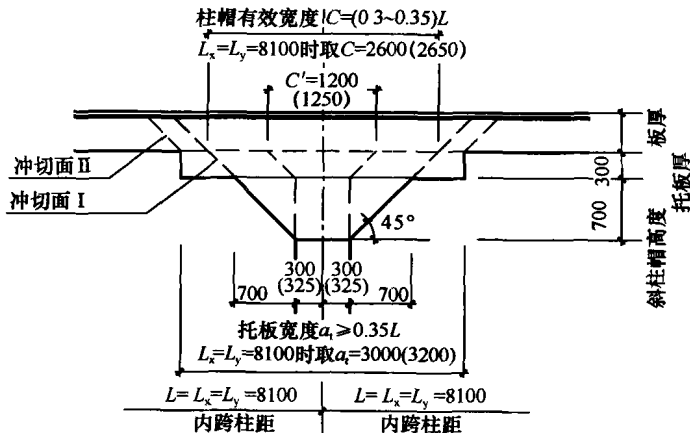 柱帽有效宽度C=(0 3~0.35)L
Lx=Ly=8100时取C=2600(2650)
C′=1200
(1250)
板厚
冲切面Ⅱ
300
托板厚
冲切面Ⅰ
45°
700
斜柱帽高度
300 300
(325) (325)
700 700
托板宽度at≥0.35L
Lx=Ly=8100时取at=3000(3200)
L= Lx=Ly =8100 L= Lx=Ly =8100
内跨柱距 内跨柱距